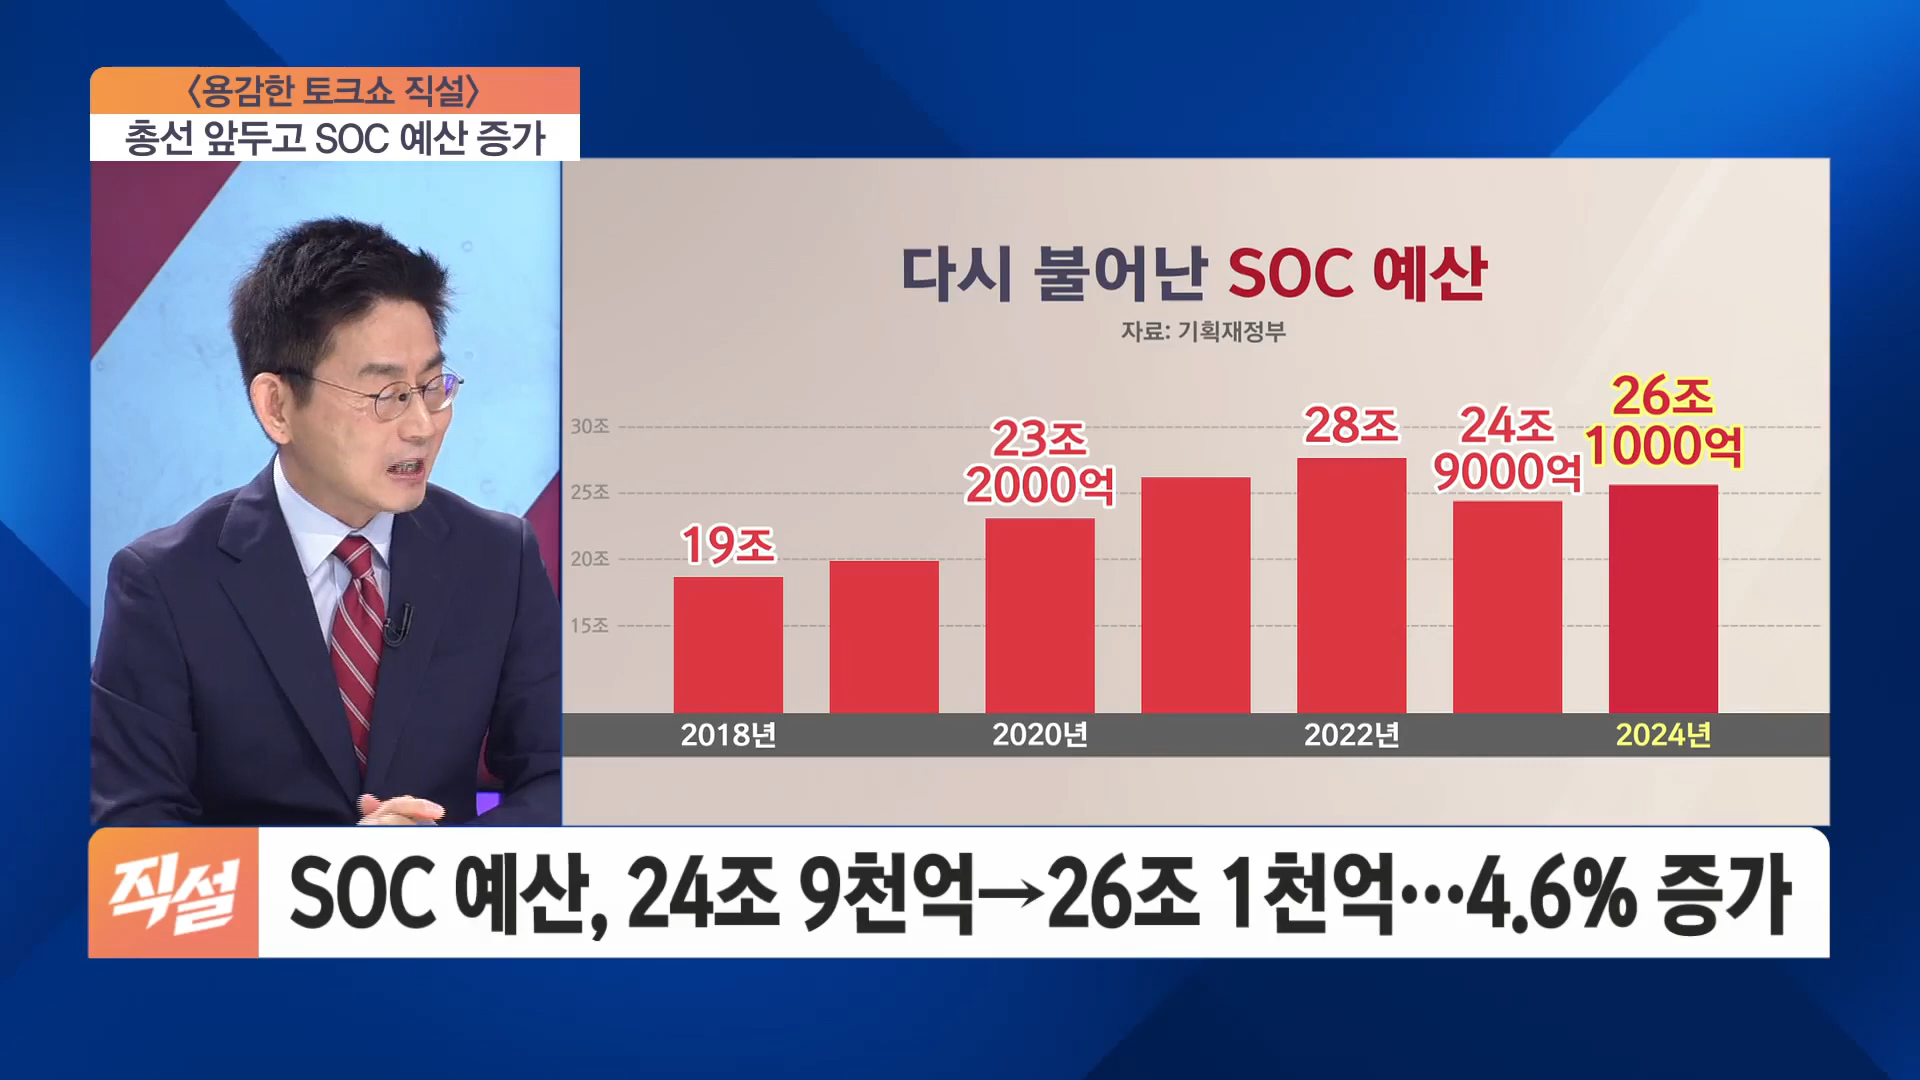 〈용감한 토크쇼 직설〉
총선 앞두고 SOC 예산 증가
다시 불어난 SOC 예산
자료: 기획재정부
30조
25조
20조
15조
19조
23조
2000억
28조
24조
9000억
26조
1000억
2018년
2020년
2022년
2024년
직설
SOC 예산, 24조 9천억→26조 1천억…4.6% 증가